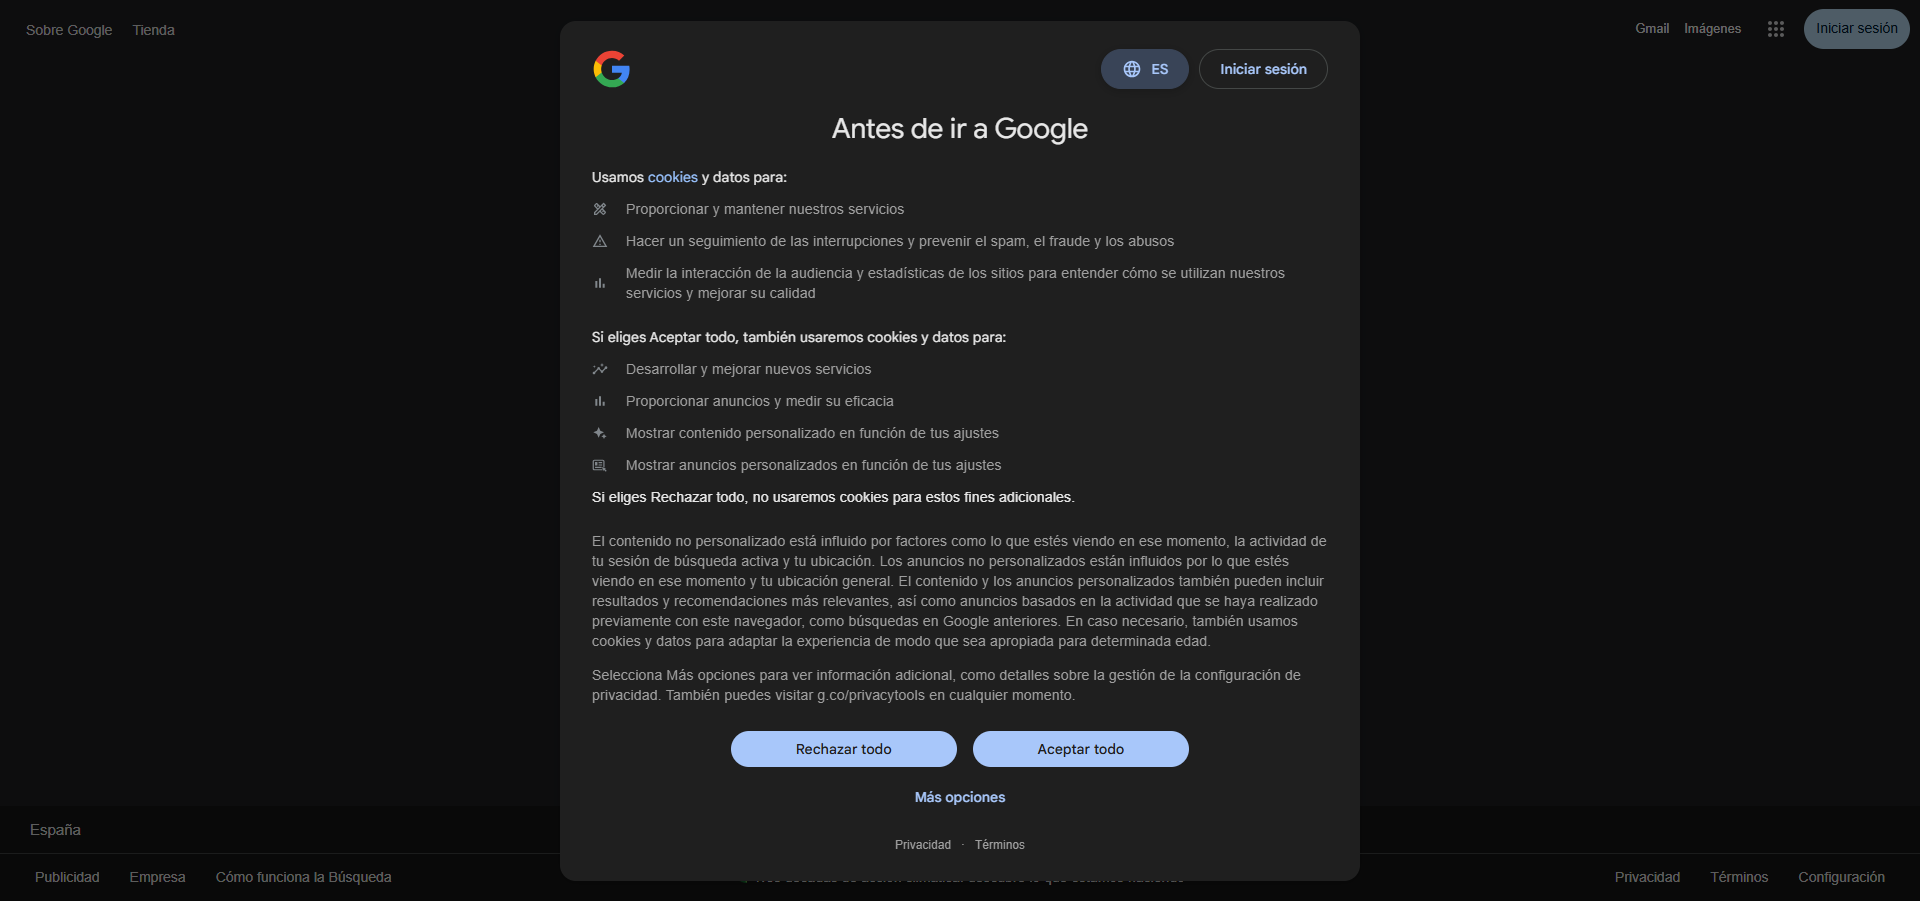 Sobre Google
Tienda
Gmail
Imágenes
Iniciar sesión
ES
Iniciar sesión
Antes de ir a Google
Usamos cookies y datos para:
Proporcionar y mantener nuestros servicios
Hacer un seguimiento de las interrupciones y prevenir el spam, el fraude y los abusos
Medir la interacción de la audiencia y estadísticas de los sitios para entender cómo se utilizan nuestros
servicios y mejorar su calidad
Si eliges Aceptar todo, también usaremos cookies y datos para:
Desarrollar y mejorar nuevos servicios
Proporcionar anuncios y medir su eficacia
Mostrar contenido personalizado en función de tus ajustes
Mostrar anuncios personalizados en función de tus ajustes
Si eliges Rechazar todo, no usaremos cookies para estos fines adicionales.
El contenido no personalizado está influido por factores como lo que estés viendo en ese momento, la actividad de
tu sesión de búsqueda activa y tu ubicación. Los anuncios no personalizados están influidos por lo que estés
viendo en ese momento y tu ubicación general. El contenido y los anuncios personalizados también pueden incluir
resultados y recomendaciones más relevantes, así como anuncios basados en la actividad que se haya realizado
previamente con este navegador, como búsquedas en Google anteriores. En caso necesario, también usamos
cookies y datos para adaptar la experiencia de modo que sea apropiada para determinada edad.
Selecciona Más opciones para ver información adicional, como detalles sobre la gestión de la configuración de
privacidad. También puedes visitar g.co/privacytools en cualquier momento.
Rechazar todo
Aceptar todo
Más opciones
Privacidad · Términos
España
Publicidad
Empresa
Cómo funciona la Búsqueda
Privacidad
Términos
Configuración